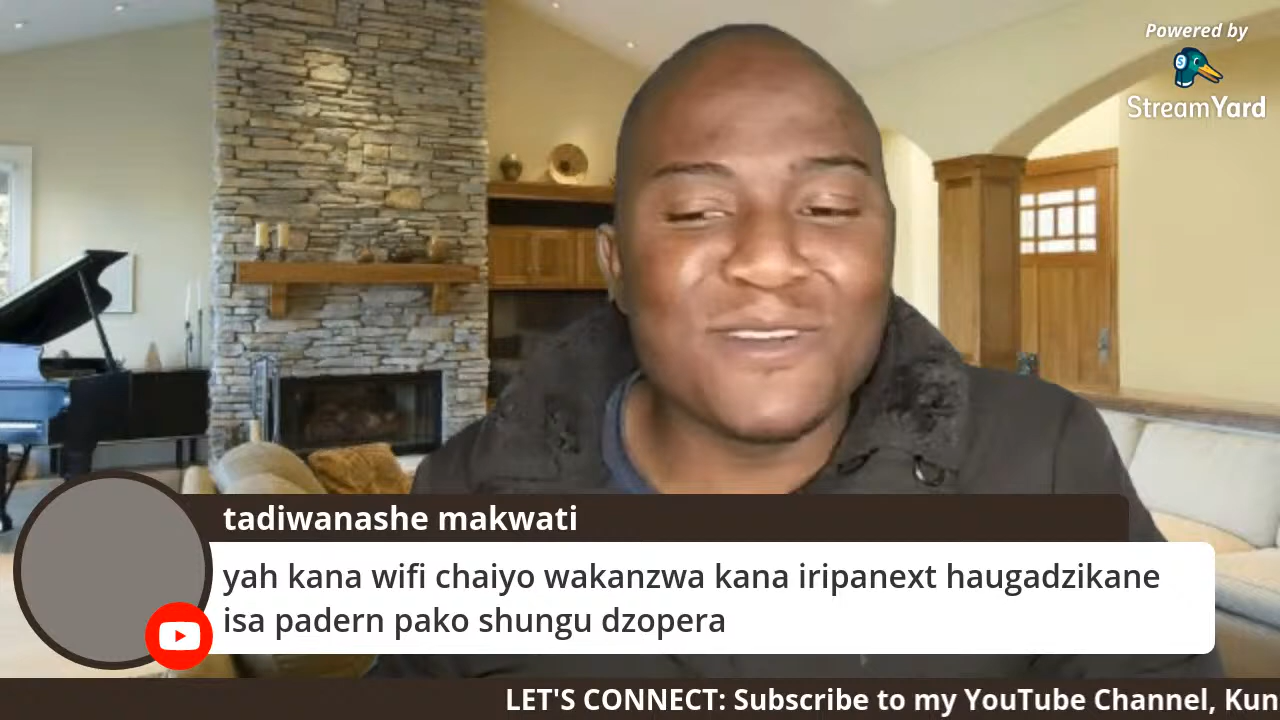 Powered by
StreamYard
tadiwanashe makwati
yah kana wifi chaiyo wakanzwa kana iripanext haugadzikane
isa padern pako shungu dzopera
LET'S CONNECT: Subscribe to my YouTube Channel, Kun